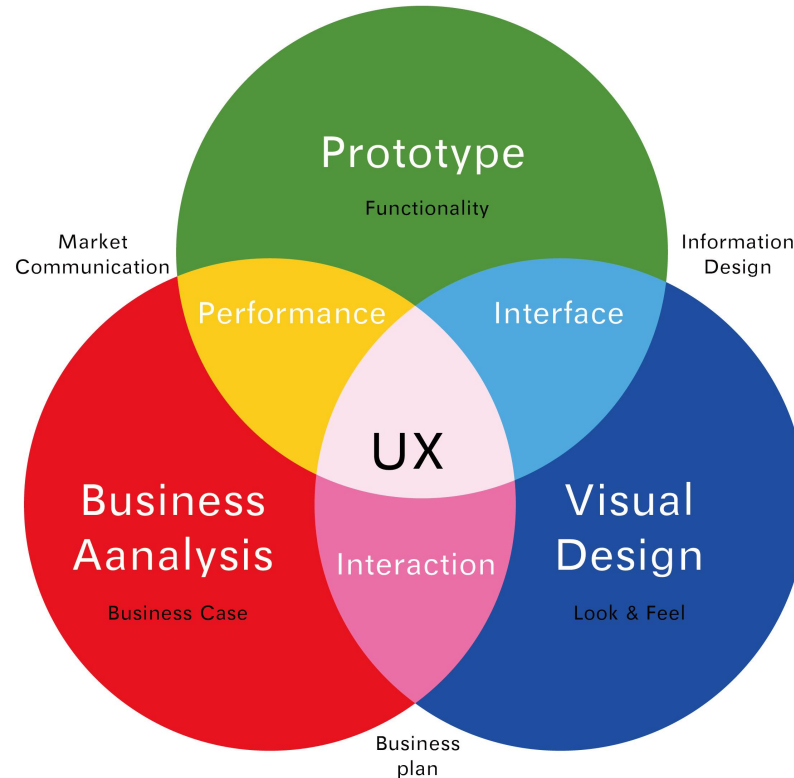 Prototype
Functionality
Market
Communication
Information
Design
Performance
Interface
UX
Business
Aanalysis
Business Case
Interaction
Visual
Design
Look & Feel
Business
plan